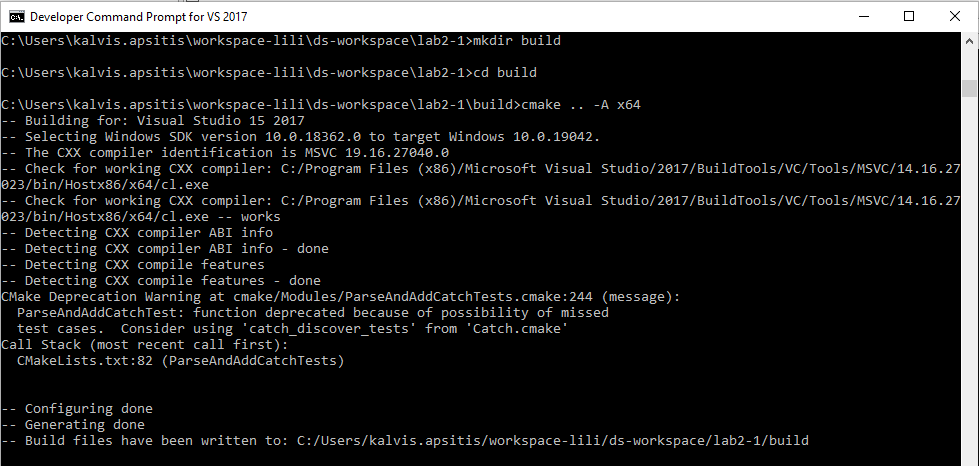 Developer Command Prompt for VS 2017
C:\Users\kalvis.apsitis\workspace-lili\ds-workspace\lab2-1>mkdir build
C:\Users\kalvis.apsitis\workspace-lili\ds-workspace\lab2-1>cd build
C:\Users\kalvis.apsitis\workspace-lili\ds-workspace\lab2-1\build>cmake .. -A x64
-- Building for: Visual Studio 15 2017
-- Selecting Windows SDK version 10.0.18362.0 to target Windows 10.0.19042.
-- The CXX compiler identification is MSVC 19.16.27040.0
-- Check for working CXX compiler: C:/Program Files (x86)/Microsoft Visual Studio/2017/BuildTools/VC/Tools/MSVC/14.16.27
023/bin/Hostx86/x64/cl.exe
-- Check for working CXX compiler: C:/Program Files (x86)/Microsoft Visual Studio/2017/BuildTools/VC/Tools/MSVC/14.16.27
023/bin/Hostx86/x64/cl.exe -- works
-- Detecting CXX compiler ABI info
-- Detecting CXX compiler ABI info - done
-- Detecting CXX compile features
-- Detecting CXX compile features - done
CMake Deprecation Warning at cmake/Modules/ParseAndAddCatchTests.cmake:244 (message):
  ParseAndAddCatchTest: function deprecated because of possibility of missed
  test cases.  Consider using 'catch_discover_tests' from 'Catch.cmake'
Call Stack (most recent call first):
  CMakeLists.txt:82 (ParseAndAddCatchTests)
-- Configuring done
-- Generating done
-- Build files have been written to: C:/Users/kalvis.apsitis/workspace-lili/ds-workspace/lab2-1/build